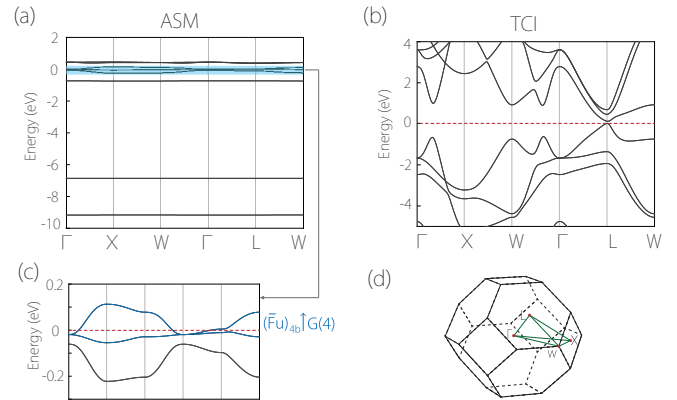 (a) ASM
2
0
-2
-4
-6
-8
-10
Energy (eV)
Γ X W Γ L W
(b) TCI
4
2
0
-2
-4
Energy (eV)
Γ X W Γ L W
(c)
0.2
0
-0.2
Energy (eV)
(F̅u)4b↑G(4)
(d)
L
Γ
X
W